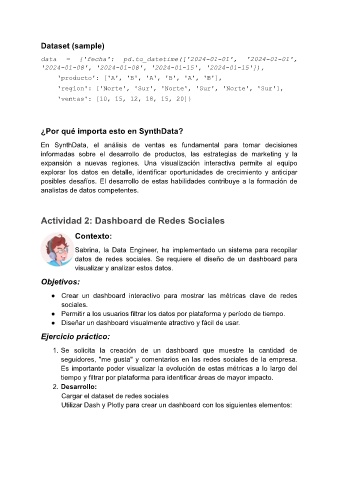 Dataset (sample)
data = {'fecha': pd.to_datetime(['2024-01-01', '2024-01-01',
'2024-01-08', '2024-01-08', '2024-01-15', '2024-01-15']),
'producto': ['A', 'B', 'A', 'B', 'A', 'B'],
'region': ['Norte', 'Sur', 'Norte', 'Sur', 'Norte', 'Sur'],
'ventas': [10, 15, 12, 18, 15, 20]}
¿Por qué importa esto en SynthData?
En SynthData, el análisis de ventas es fundamental para tomar decisiones
informadas sobre el desarrollo de productos, las estrategias de marketing y la
expansión a nuevas regiones. Una visualización interactiva permite al equipo
explorar los datos en detalle, identificar oportunidades de crecimiento y anticipar
posibles desafíos. El desarrollo de estas habilidades contribuye a la formación de
analistas de datos competentes.
Actividad 2: Dashboard de Redes Sociales
Contexto:
Sabrina, la Data Engineer, ha implementado un sistema para recopilar
datos de redes sociales. Se requiere el diseño de un dashboard para
visualizar y analizar estos datos.
Objetivos:
● Crear un dashboard interactivo para mostrar las métricas clave de redes
sociales.
● Permitir a los usuarios filtrar los datos por plataforma y período de tiempo.
● Diseñar un dashboard visualmente atractivo y fácil de usar.
Ejercicio práctico:
1. Se solicita la creación de un dashboard que muestre la cantidad de
seguidores, "me gusta" y comentarios en las redes sociales de la empresa.
Es importante poder visualizar la evolución de estas métricas a lo largo del
tiempo y filtrar por plataforma para identificar áreas de mayor impacto.
2. Desarrollo:
Cargar el dataset de redes sociales
Utilizar Dash y Plotly para crear un dashboard con los siguientes elementos: